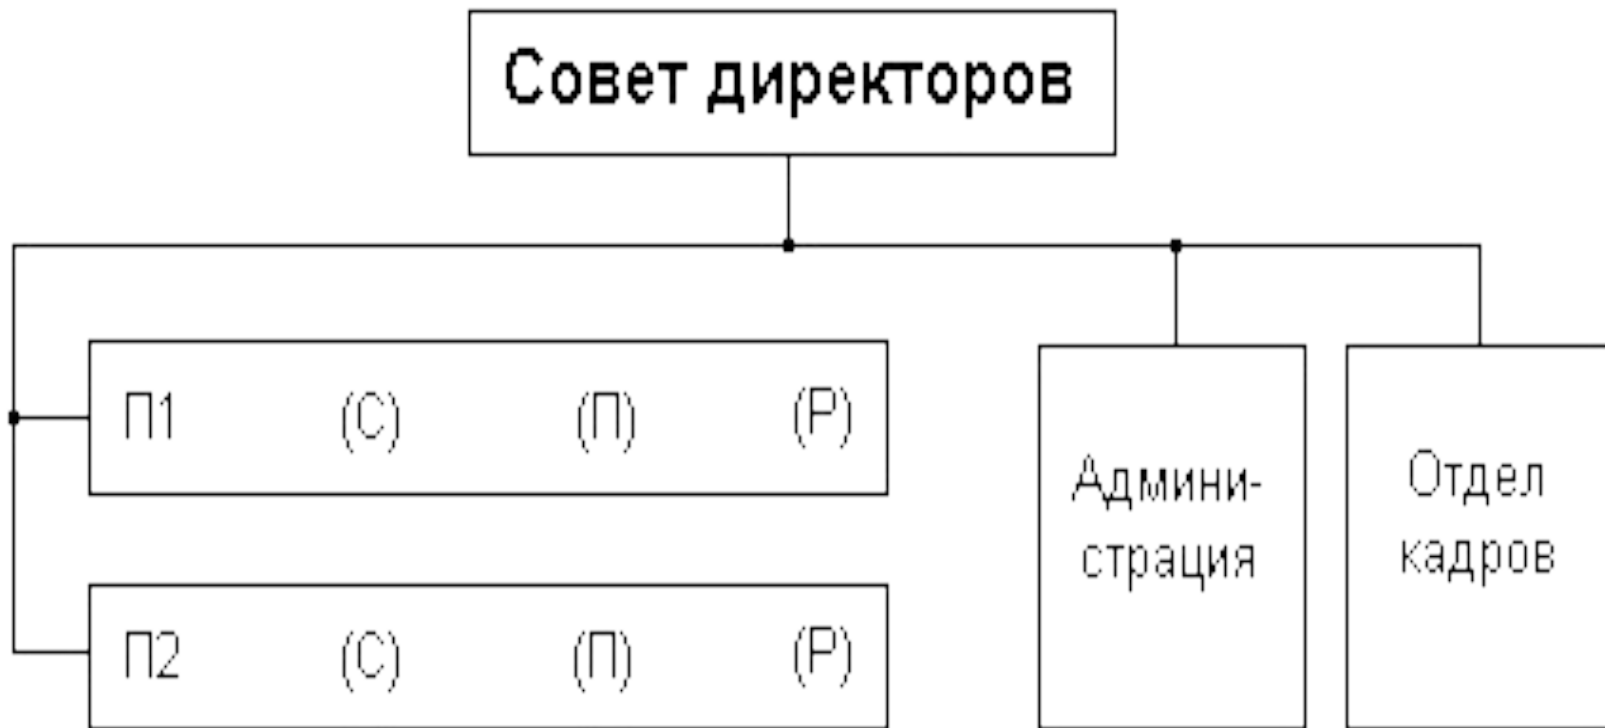 Совет директоров
П1 (С) (П) (Р)
П2 (С) (П) (Р)
Админи-
страция
Отдел
кадров